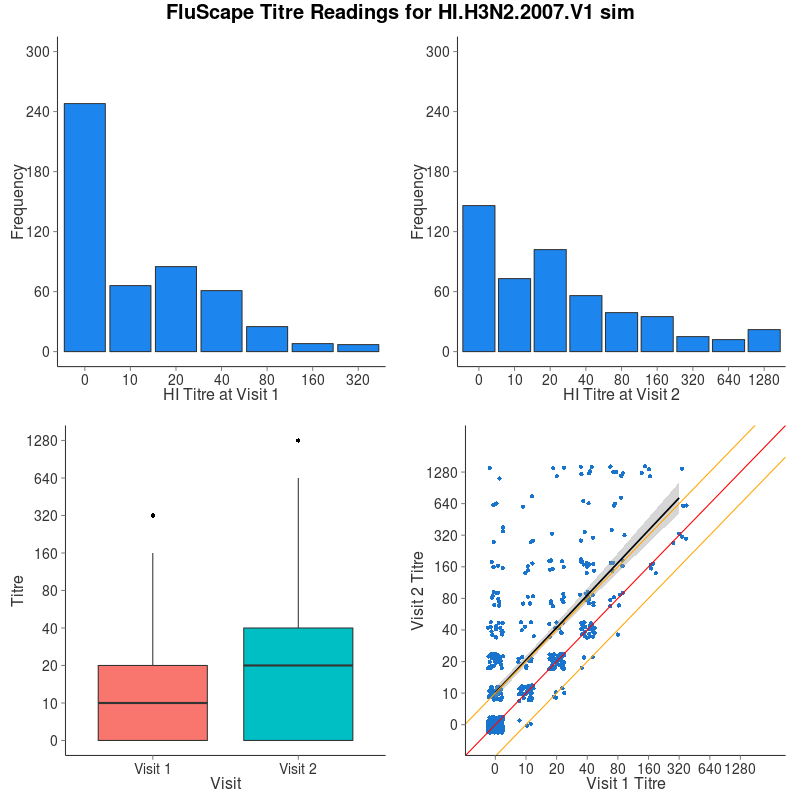 FluScape Titre Readings for HI.H3N2.2007.V1 sim
Frequency
300
240
180
120
60
0
0 10 20 40 80 160 320
HI Titre at Visit 1
Frequency
300
240
180
120
60
0
0 10 20 40 80 160 320 640 1280
HI Titre at Visit 2
Titre
1280
640
320
160
80
40
20
10
0
Visit 1 Visit 2
Visit
Visit 2 Titre
1280
640
320
160
80
40
20
10
0
0 10 20 40 80 160 320 640 1280
Visit 1 Titre